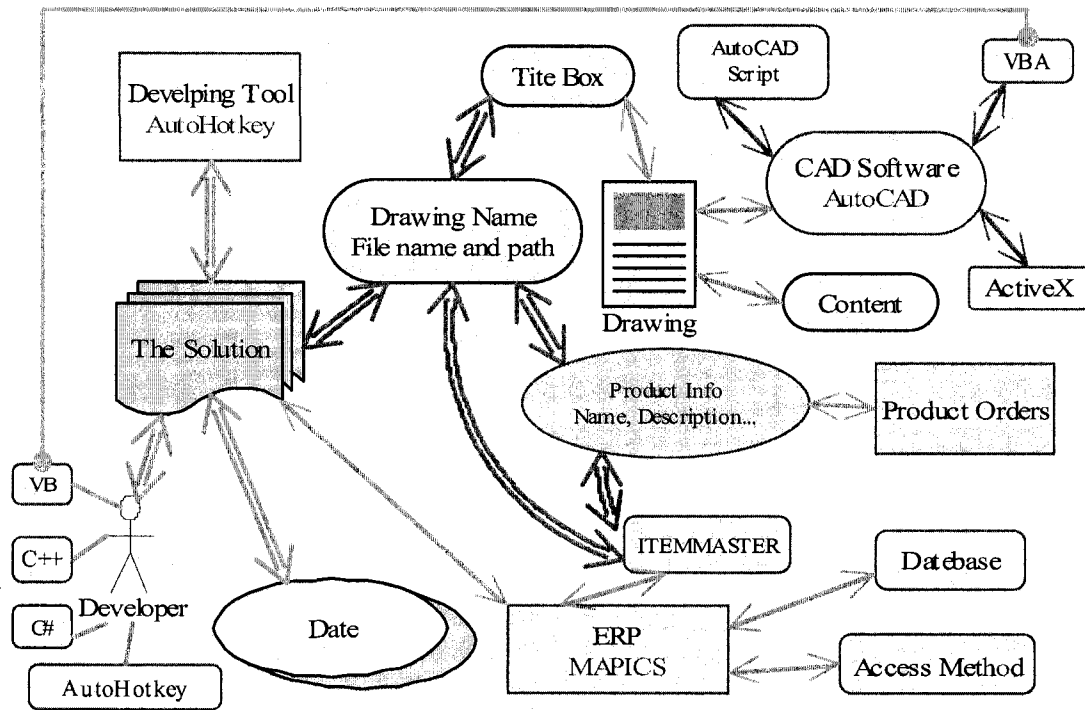 AutoCAD
Script
VBA
Tite Box
Develping Tool
AutoHotkey
CAD Software
AutoCAD
Drawing Name
File name and path
ActiveX
Content
Drawing
The Solution
Product Info
Name, Description...
Product Orders
VB
ITEMMASTER
C++
Datebase
Developer
C#
Date
ERP
MAPICS
Access Method
AutoHotkey